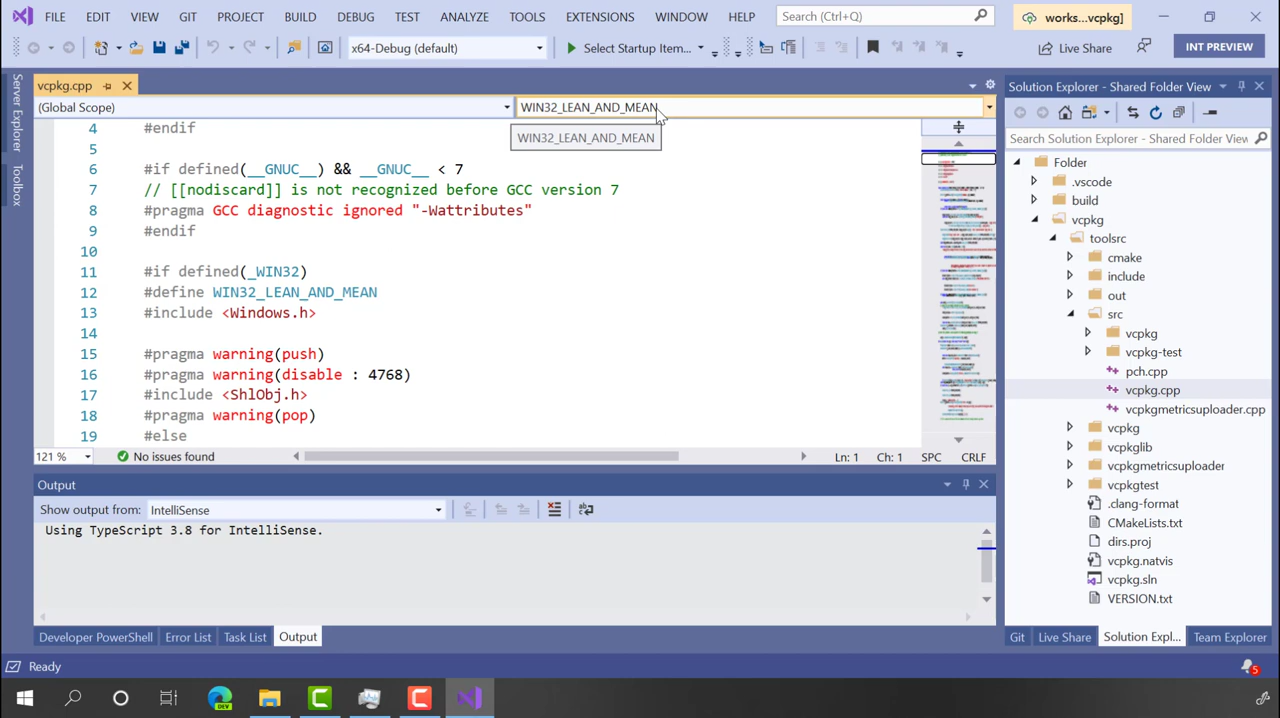 FILE EDIT VIEW GIT PROJECT BUILD DEBUG TEST ANALYZE TOOLS EXTENSIONS WINDOW HELP Search (Ctrl+Q) works...vcpkg]
x64-Debug (default) Select Startup Item... Live Share INT PREVIEW
Server Explorer
Toolbox
vcpkg.cpp
(Global Scope) WIN32_LEAN_AND_MEAN
WIN32_LEAN_AND_MEAN
4 #endif
5
6 #if defined(__GNUC__) && __GNUC__ < 7
7 // [[nodiscard]] is not recognized before GCC version 7
8 #pragma GCC diagnostic ignored "-Wattributes"
9 #endif
10
11 #if defined(_WIN32)
12 #define WIN32_LEAN_AND_MEAN
13 #include <Windows.h>
14
15 #pragma warning(push)
16 #pragma warning(disable : 4768)
17 #include <ShlObj.h>
18 #pragma warning(pop)
19 #else
121 % No issues found Ln: 1 Ch: 1 SPC CRLF
Output
Show output from: IntelliSense
Using TypeScript 3.8 for IntelliSense.
Developer PowerShell Error List Task List Output
Solution Explorer - Shared Folder View
Search Solution Explorer - Shared Folder View
Folder
.vscode
build
vcpkg
cmake
include
out
src
vcpkg-test
pch.cpp
vcpkgmetricsuploader.cpp
vcpkg
vcpkglib
vcpkgmetricsuploader
vcpkgtest
.clang-format
CMakeLists.txt
dirs.proj
vcpkg.natvis
vcpkg.sln
VERSION.txt
Git Live Share Solution Expl... Team Explorer
Ready 5
DEV